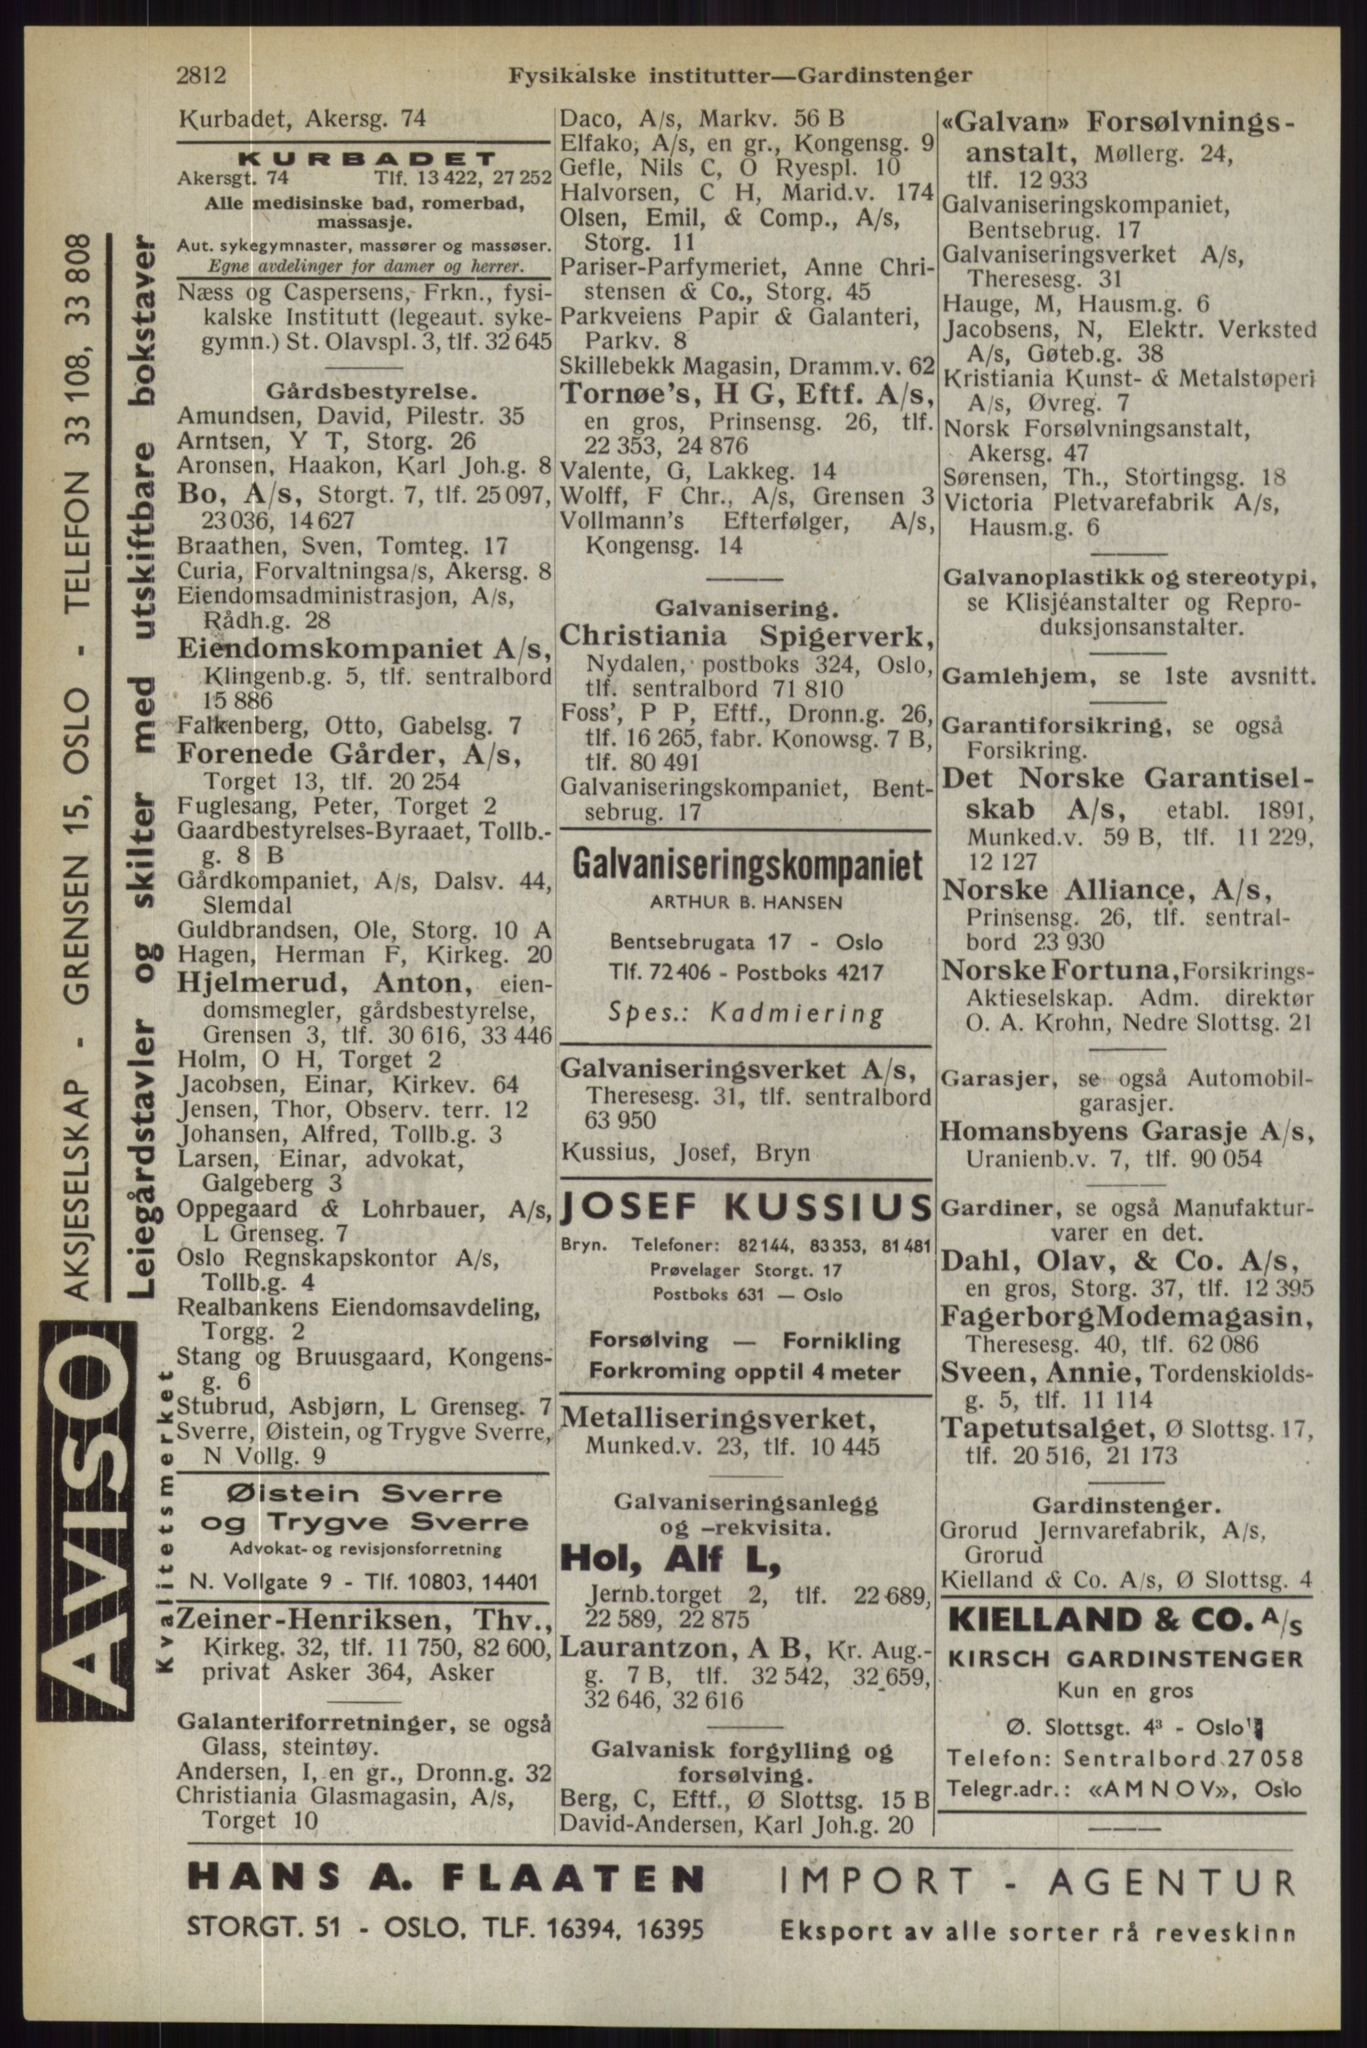 2812
Fysikalske institutter—Gardinstenger
AKSJESELSKAP - GRENSEN 15, OSLO - TELEFON 33 108, 33 808
Leiegårdstavler og skilter med utskiftbare bokstaver
AVISO
Kvalitetsmerket
Kurbadet, Akersg. 74
KURBADET
Akersgt. 74 Tlf. 13 422, 27 252
Alle medisinske bad, romerbad,
massasje.
Aut. sykegymnaster, massører og massøser.
Egne avdelinger for damer og herrer.
Næss og Caspersens, Frkn., fysi-
kalske Institutt (legeaut. syke-
gymn.) St. Olavspl. 3, tlf. 32 645
Gårdsbestyrelse.
Amundsen, David, Pilestr. 35
Arntsen, Y T, Storg. 26
Aronsen, Haakon, Karl Joh.g. 8
Bo, A/s, Storgt. 7, tlf. 25 097,
23 036, 14 627
Braathen, Sven, Tomteg. 17
Curia, Forvaltningsa/s, Akersg. 8
Eiendomsadministrasjon, A/s,
Rådh.g. 28
Eiendomskompaniet A/s,
Klingenb.g. 5, tlf. sentralbord
15 886
Falkenberg, Otto, Gabelsg. 7
Forenede Gårder, A/s,
Torget 13, tlf. 20 254
Fuglesang, Peter, Torget 2
Gaardbestyrelses-Byraaet, Tollb.-
g. 8 B
Gårdkompaniet, A/s, Dalsv. 44,
Slemdal
Guldbrandsen, Ole, Storg. 10 A
Hagen, Herman F, Kirkeg. 20
Hjelmerud, Anton, eien-
domsmegler, gårdsbestyrelse,
Grensen 3, tlf. 30 616, 33 446
Holm, O H, Torget 2
Jacobsen, Einar, Kirkev. 64
Jensen, Thor, Observ. terr. 12
Johansen, Alfred, Tollb.g. 3
Larsen, Einar, advokat,
Galgeberg 3
Oppegaard & Lohrbauer, A/s,
L Grenseg. 7
Oslo Regnskapskontor A/s,
Tollb.g. 4
Realbankens Eiendomsavdeling,
Torgg. 2
Stang og Bruusgaard, Kongens-
g. 6
Stubrud, Asbjørn, L Grenseg. 7
Sverre, Øistein, og Trygve Sverre,
N Vollg. 9
Øistein Sverre
og Trygve Sverre
Advokat- og revisjonsforretning
N. Vollgate 9 - Tlf. 10803, 14401
Zeiner-Henriksen, Thv.,
Kirkeg. 32, tlf. 11 750, 82 600,
privat Asker 364, Asker
Galanteriforretninger, se også
Glass, steintøy.
Andersen, I, en gr., Dronn.g. 32
Christiania Glasmagasin, A/s,
Torget 10
Daco, A/s, Markv. 56 B
Elfako, A/s, en gr., Kongensg. 9
Gefle, Nils C, O Ryespl. 10
Halvorsen, C H, Marid.v. 174
Olsen, Emil, & Comp., A/s,
Storg. 11
Pariser-Parfymeriet, Anne Chri-
stensen & Co., Storg. 45
Parkveiens Papir & Galanteri,
Parkv. 8
Skillebekk Magasin, Dramm.v. 62
Tornøe's, H G, Eftf. A/s,
en gros, Prinsensg. 26, tlf.
22 353, 24 876
Valente, G, Lakkeg. 14
Wolff, F Chr., A/s, Grensen 3
Vollmann's Efterfølger, A/s,
Kongensg. 14
Galvanisering.
Christiania Spigerverk,
Nydalen, postboks 324, Oslo,
tlf. sentralbord 71 810
Foss', P P, Eftf., Dronn.g. 26,
tlf. 16 265, fabr. Konowsg. 7 B,
tlf. 80 491
Galvaniseringskompaniet, Bent-
sebrug. 17
Galvaniseringskompaniet
ARTHUR B. HANSEN
Bentsebrugata 17 - Oslo
Tlf. 72 406 - Postboks 4217
Spes.: Kadmiering
Galvaniseringsverket A/s,
Theresesg. 31, tlf. sentralbord
63 950
Kussius, Josef, Bryn
JOSEF KUSSIUS
Bryn. Telefoner: 82 144, 83 353, 81 481
Prøvelager Storgt. 17
Postboks 631 — Oslo
Forsølving — Fornikling
Forkroming opptil 4 meter
Metalliseringsverket,
Munked.v. 23, tlf. 10 445
Galvaniseringsanlegg
og -rekvisita.
Hol, Alf L,
Jernb.torget 2, tlf. 22 689,
22 589, 22 875
Laurantzon, A B, Kr. Aug.-
g. 7 B, tlf. 32 542, 32 659,
32 646, 32 616
Galvanisk forgylling og
forsølving.
Berg, C, Eftf., Ø Slottsg. 15 B
David-Andersen, Karl Joh.g. 20
«Galvan» Forsølvnings-
anstalt, Møllerg. 24,
tlf. 12 933
Galvaniseringskompaniet,
Bentsebrug. 17
Galvaniseringsverket A/s,
Theresesg. 31
Hauge, M, Hausm.g. 6
Jacobsens, N, Elektr. Verksted
A/s, Gøteb.g. 38
Kristiania Kunst- & Metalstøperi
A/s, Øvreg. 7
Norsk Forsølvningsanstalt,
Akersg. 47
Sørensen, Th., Stortingsg. 18
Victoria Pletvarefabrik A/s,
Hausm.g. 6
Galvanoplastikk og stereotypi,
se Klisjéanstalter og Repro-
duksjonsanstalter.
Gamlehjem, se 1ste avsnitt.
Garantiforsikring, se også
Forsikring.
Det Norske Garantisel-
skab A/s, etabl. 1891,
Munked.v. 59 B, tlf. 11 229,
12 127
Norske Alliance, A/s,
Prinsensg. 26, tlf. sentral-
bord 23 930
Norske Fortuna, Forsikrings-
Aktieselskap. Adm. direktør
O. A. Krohn, Nedre Slottsg. 21
Garasjer, se også Automobil-
garasjer.
Homansbyens Garasje A/s,
Uranienb.v. 7, tlf. 90 054
Gardiner, se også Manufaktur-
varer en det.
Dahl, Olav, & Co. A/s,
en gros, Storg. 37, tlf. 12 395
Fagerborg Modemagasin,
Theresesg. 40, tlf. 62 086
Sveen, Annie, Tordenskiolds-
g. 5, tlf. 11 114
Tapetutsalget, Ø Slottsg. 17,
tlf. 20 516, 21 173
Gardinstenger.
Grorud Jernvarefabrik, A/s,
Grorud
Kielland & Co. A/s, Ø Slottsg. 4
KIELLAND & CO. A/s
KIRSCH GARDINSTENGER
Kun en gros
Ø. Slottsgt. 4³ - Oslo
Telefon: Sentralbord 27 058
Telegr.adr.: «AMNOV», Oslo
HANS A. FLAATEN IMPORT - AGENTUR
STORGT. 51 - OSLO, TLF. 16394, 16395 Eksport av alle sorter rå reveskinn